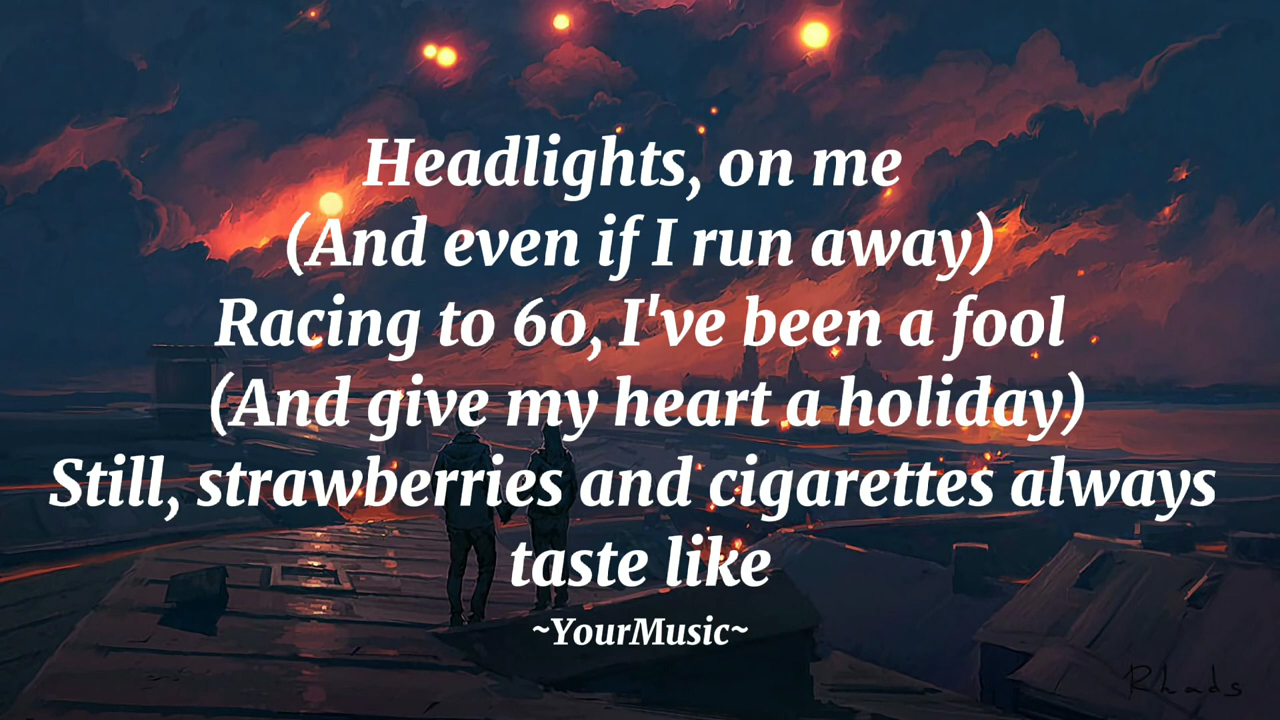 Headlights, on me
(And even if I run away)
Racing to 60, I've been a fool
(And give my heart a holiday)
Still, strawberries and cigarettes always
taste like
~YourMusic~
Rhads